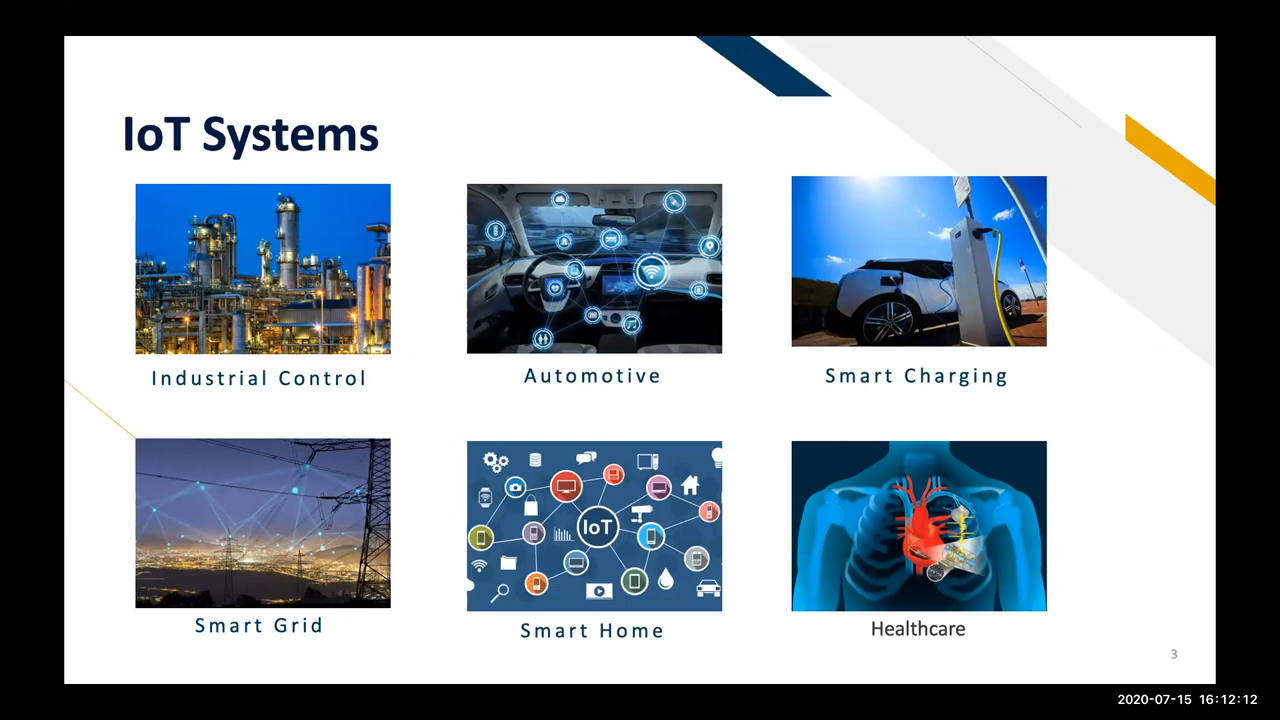 IoT Systems
Industrial Control
Automotive
Smart Charging
IoT
Smart Grid
Smart Home
Healthcare
3
2020-07-15 16:12:12